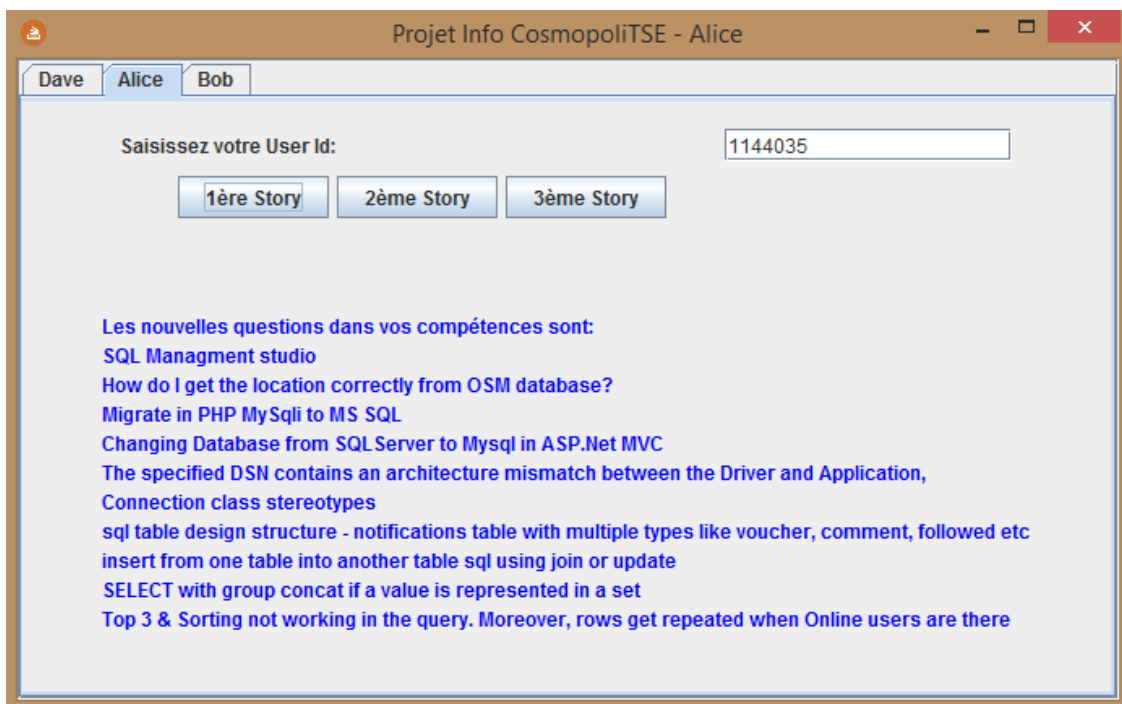 Projet Info CosmopoliTSE - Alice
Dave Alice Bob
Saisissez votre User Id: 1144035
1ère Story 2ème Story 3ème Story
Les nouvelles questions dans vos compétences sont:
SQL Managment studio
How do I get the location correctly from OSM database?
Migrate in PHP MySqli to MS SQL
Changing Database from SQLServer to Mysql in ASP.Net MVC
The specified DSN contains an architecture mismatch between the Driver and Application,
Connection class stereotypes
sql table design structure - notifications table with multiple types like voucher, comment, followed etc
insert from one table into another table sql using join or update
SELECT with group concat if a value is represented in a set
Top 3 & Sorting not working in the query. Moreover, rows get repeated when Online users are there